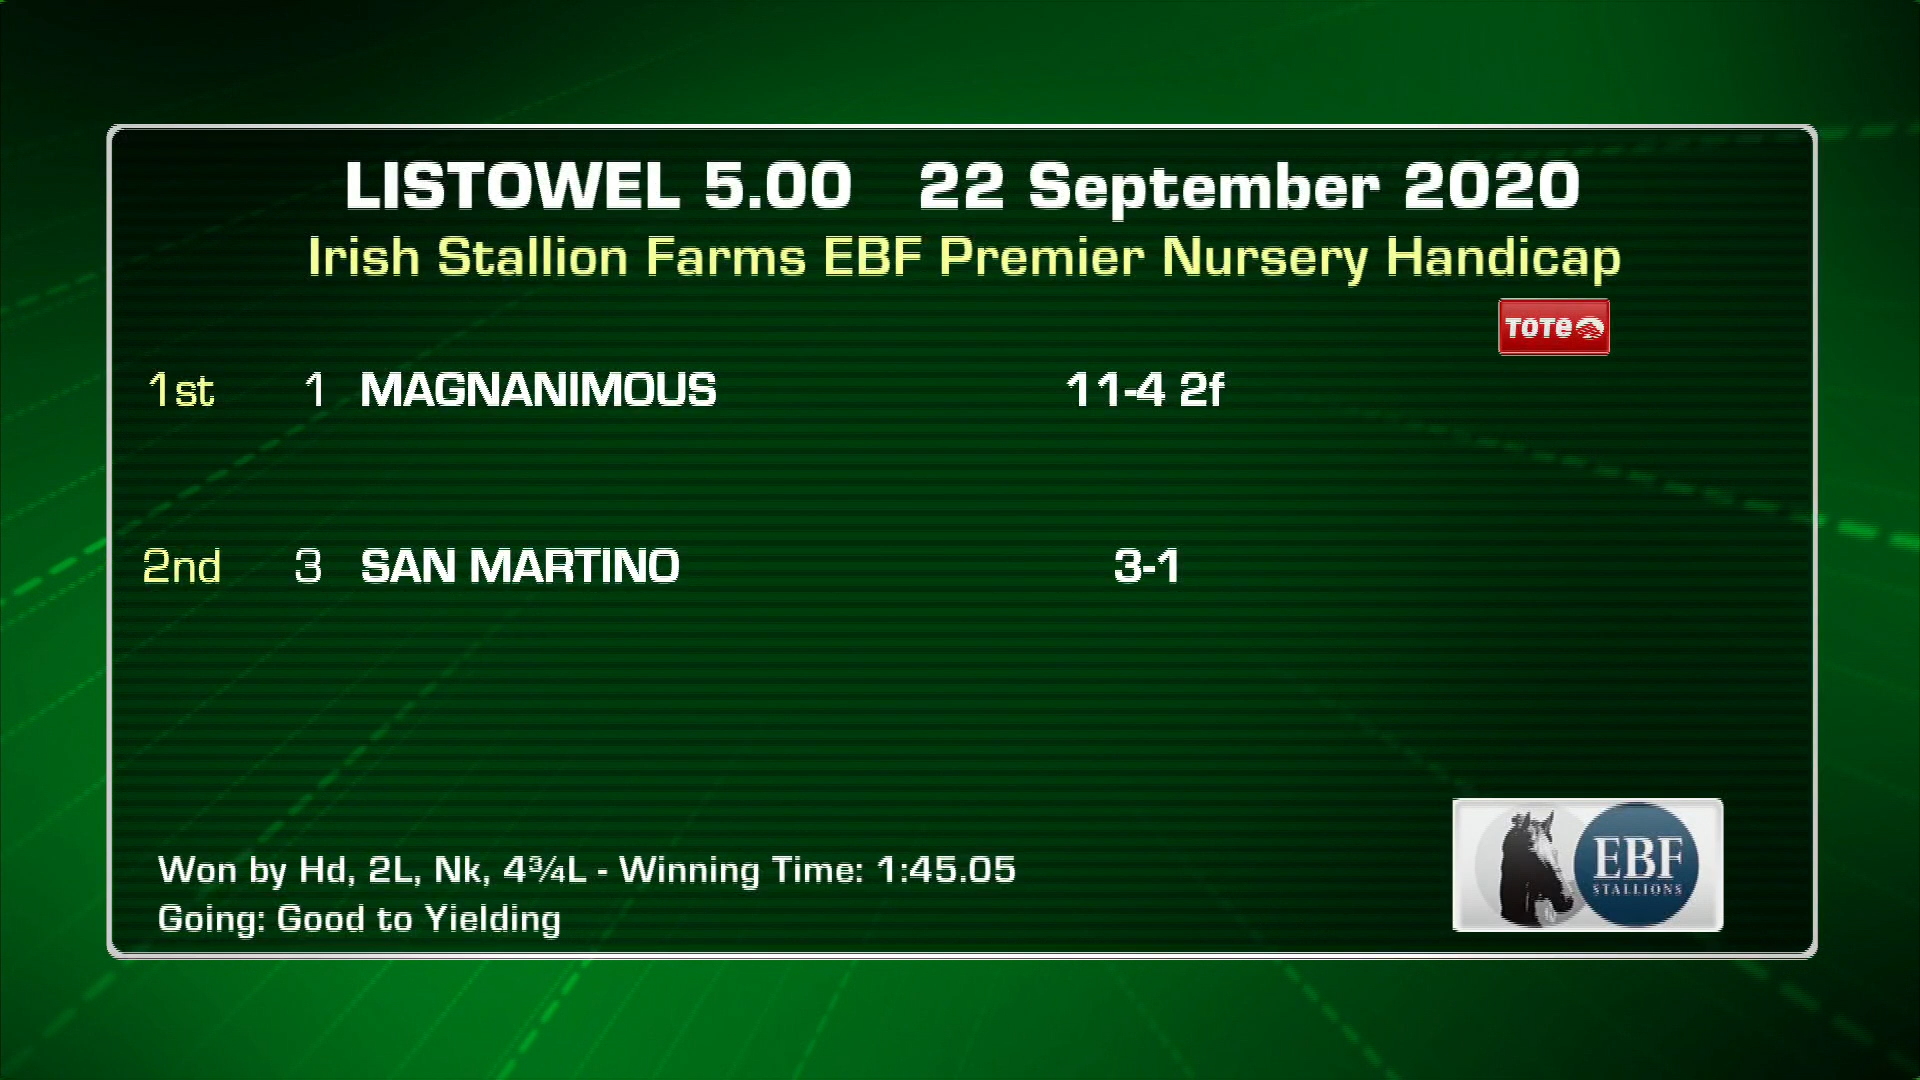 LISTOWEL 5.00 22 September 2020
Irish Stallion Farms EBF Premier Nursery Handicap
TOTE
1st 1 MAGNANIMOUS 11-4 2f
2nd 3 SAN MARTINO 3-1
Won by Hd, 2L, Nk, 4¾L - Winning Time: 1:45.05
Going: Good to Yielding
EBF
STALLIONS